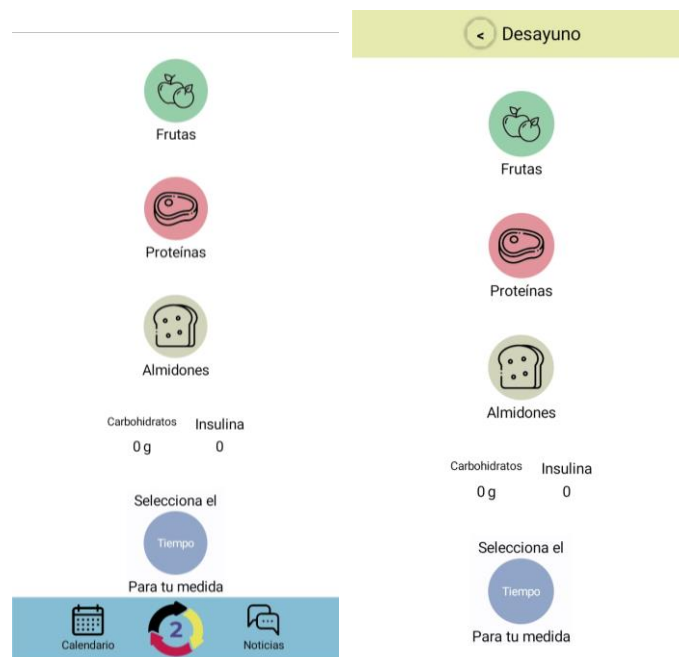 Frutas
Proteínas
Almidones
Carbohidratos Insulina
0 g 0
Selecciona el
Tiempo
Para tu medida
Calendario 2 Noticias
< Desayuno
Frutas
Proteínas
Almidones
Carbohidratos Insulina
0 g 0
Selecciona el
Tiempo
Para tu medida